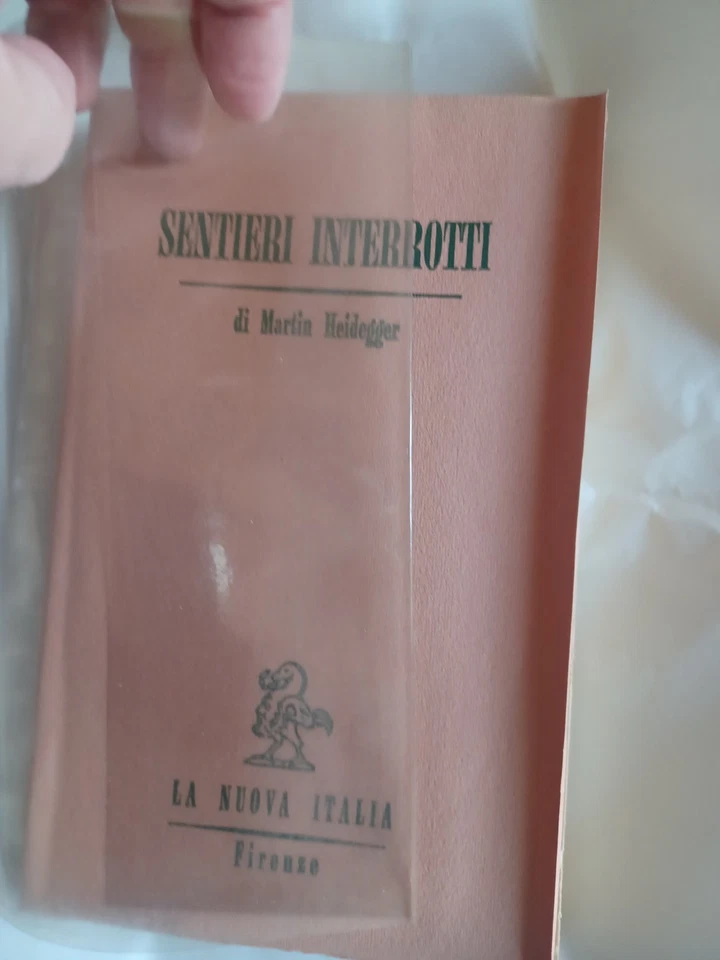 SENTIERI INTERROTTI
di Martin Heidegger
LA NUOVA ITALIA
Firenze